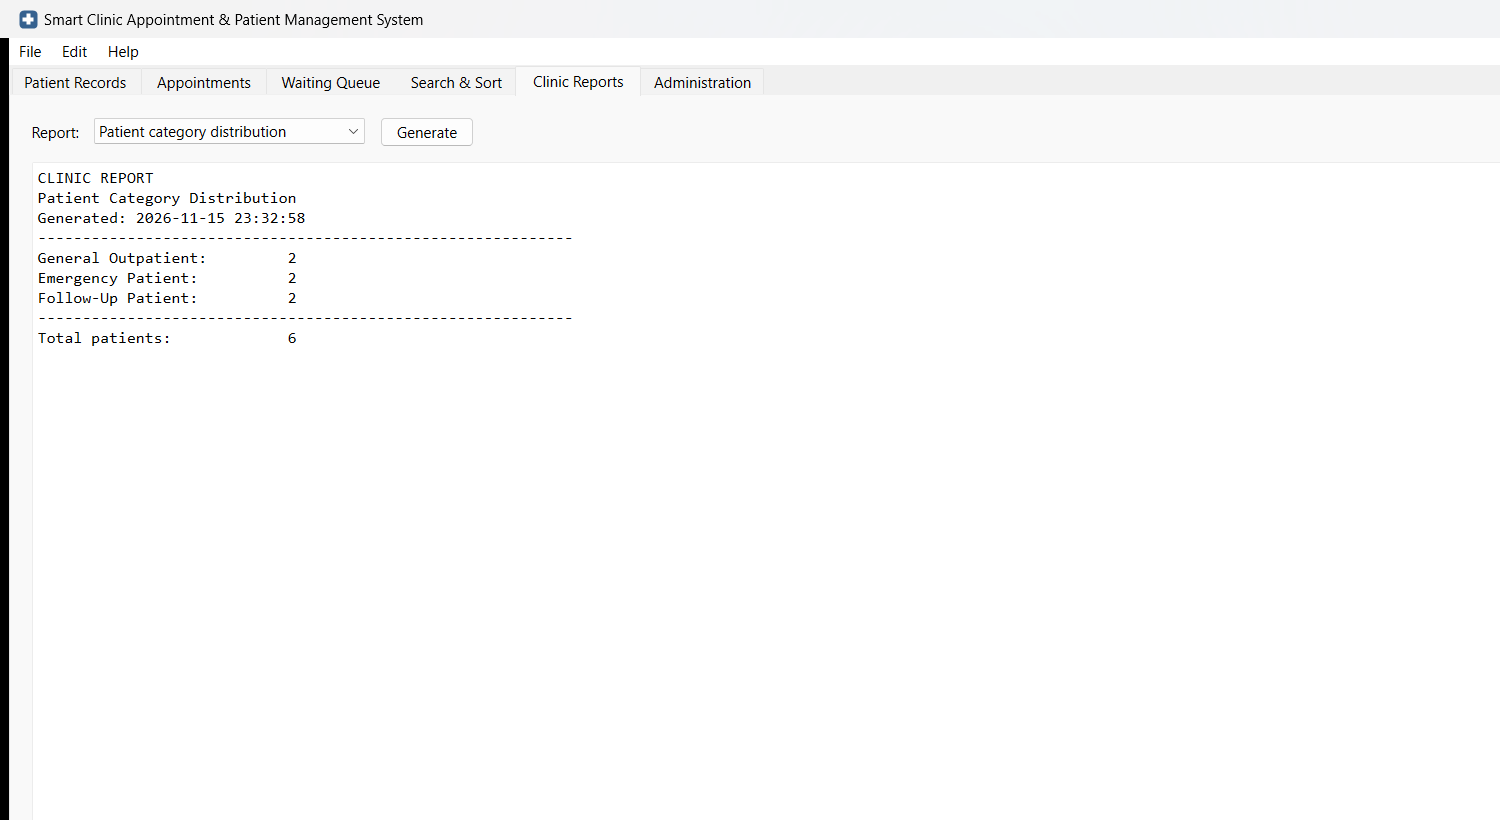 Smart Clinic Appointment & Patient Management System
File Edit Help
Patient Records Appointments Waiting Queue Search & Sort Clinic Reports Administration
Report: Patient category distribution Generate
CLINIC REPORT
Patient Category Distribution
Generated: 2026-11-15 23:32:58
------------------------------------------------------------
General Outpatient: 2
Emergency Patient: 2
Follow-Up Patient: 2
------------------------------------------------------------
Total patients: 6